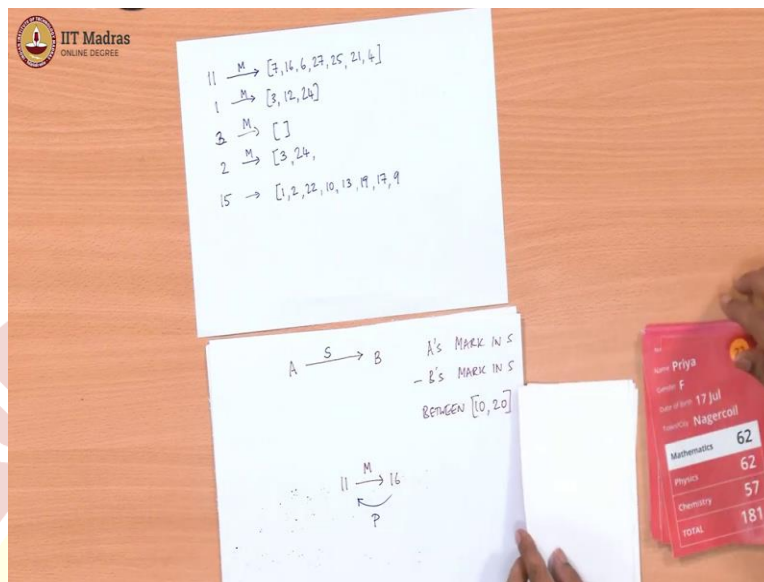 IIT Madras
ONLINE DEGREE
11 M→ [7,16,6,27,25,21,4]
1 M→ [3,12,24]
3 M→ []
2 M→ [3,24,
15 → [1,2,22,10,13,19,17,9
A S→ B
A's MARK IN S
- B's MARK IN S
BETWEEN [10,20]
11 M→ 16
P
Name Priya
Gender F
Date of Birth 17 Jul
Town/City Nagercoil
Mathematics 62
Physics 62
Chemistry 57
TOTAL 181